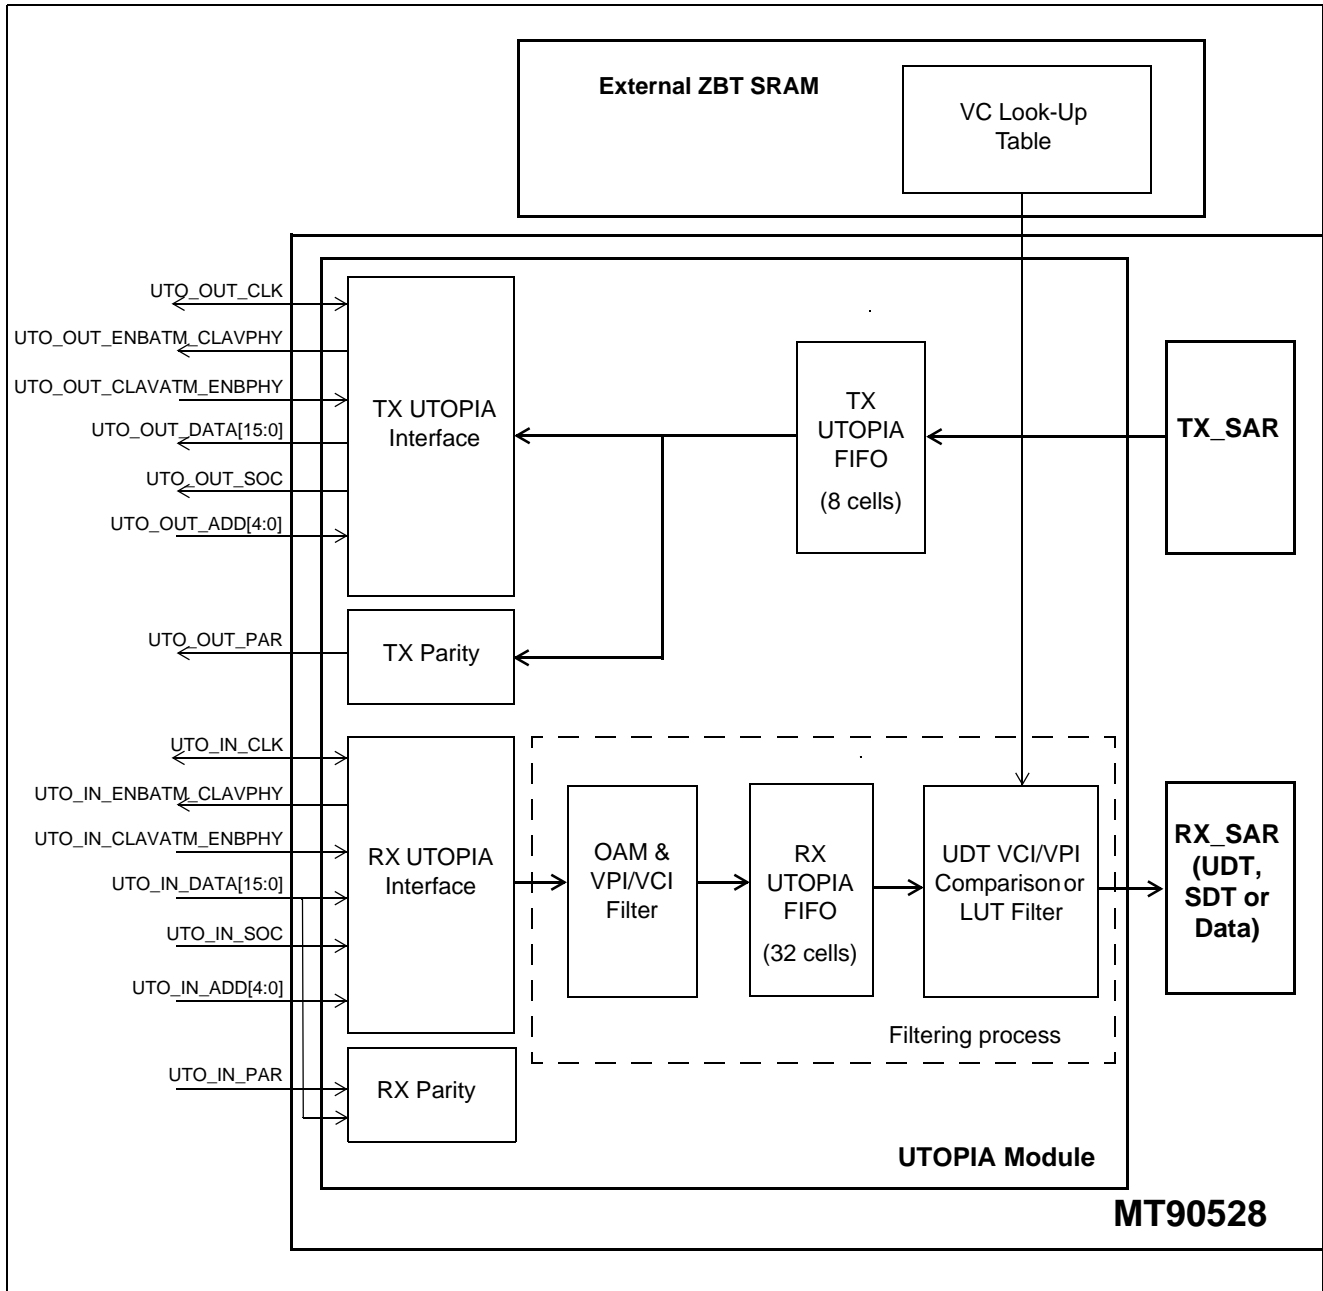 External ZBT SRAM
VC Look-Up
Table
UTO_OUT_CLK
UTO_OUT_ENBATM_CLAVPHY
UTO_OUT_CLAVATM_ENBPHY
UTO_OUT_DATA[15:0]
UTO_OUT_SOC
UTO_OUT_ADD[4:0]
TX UTOPIA
Interface
TX
UTOPIA
FIFO
(8 cells)
TX_SAR
UTO_OUT_PAR
TX Parity
UTO_IN_CLK
UTO_IN_ENBATM_CLAVPHY
UTO_IN_CLAVATM_ENBPHY
UTO_IN_DATA[15:0]
UTO_IN_SOC
UTO_IN_ADD[4:0]
RX UTOPIA
Interface
OAM &
VPI/VCI
Filter
RX
UTOPIA
FIFO
(32 cells)
UDT VCI/VPI
Comparison or
LUT Filter
RX_SAR
(UDT,
SDT or
Data)
Filtering process
UTO_IN_PAR
RX Parity
UTOPIA Module
MT90528